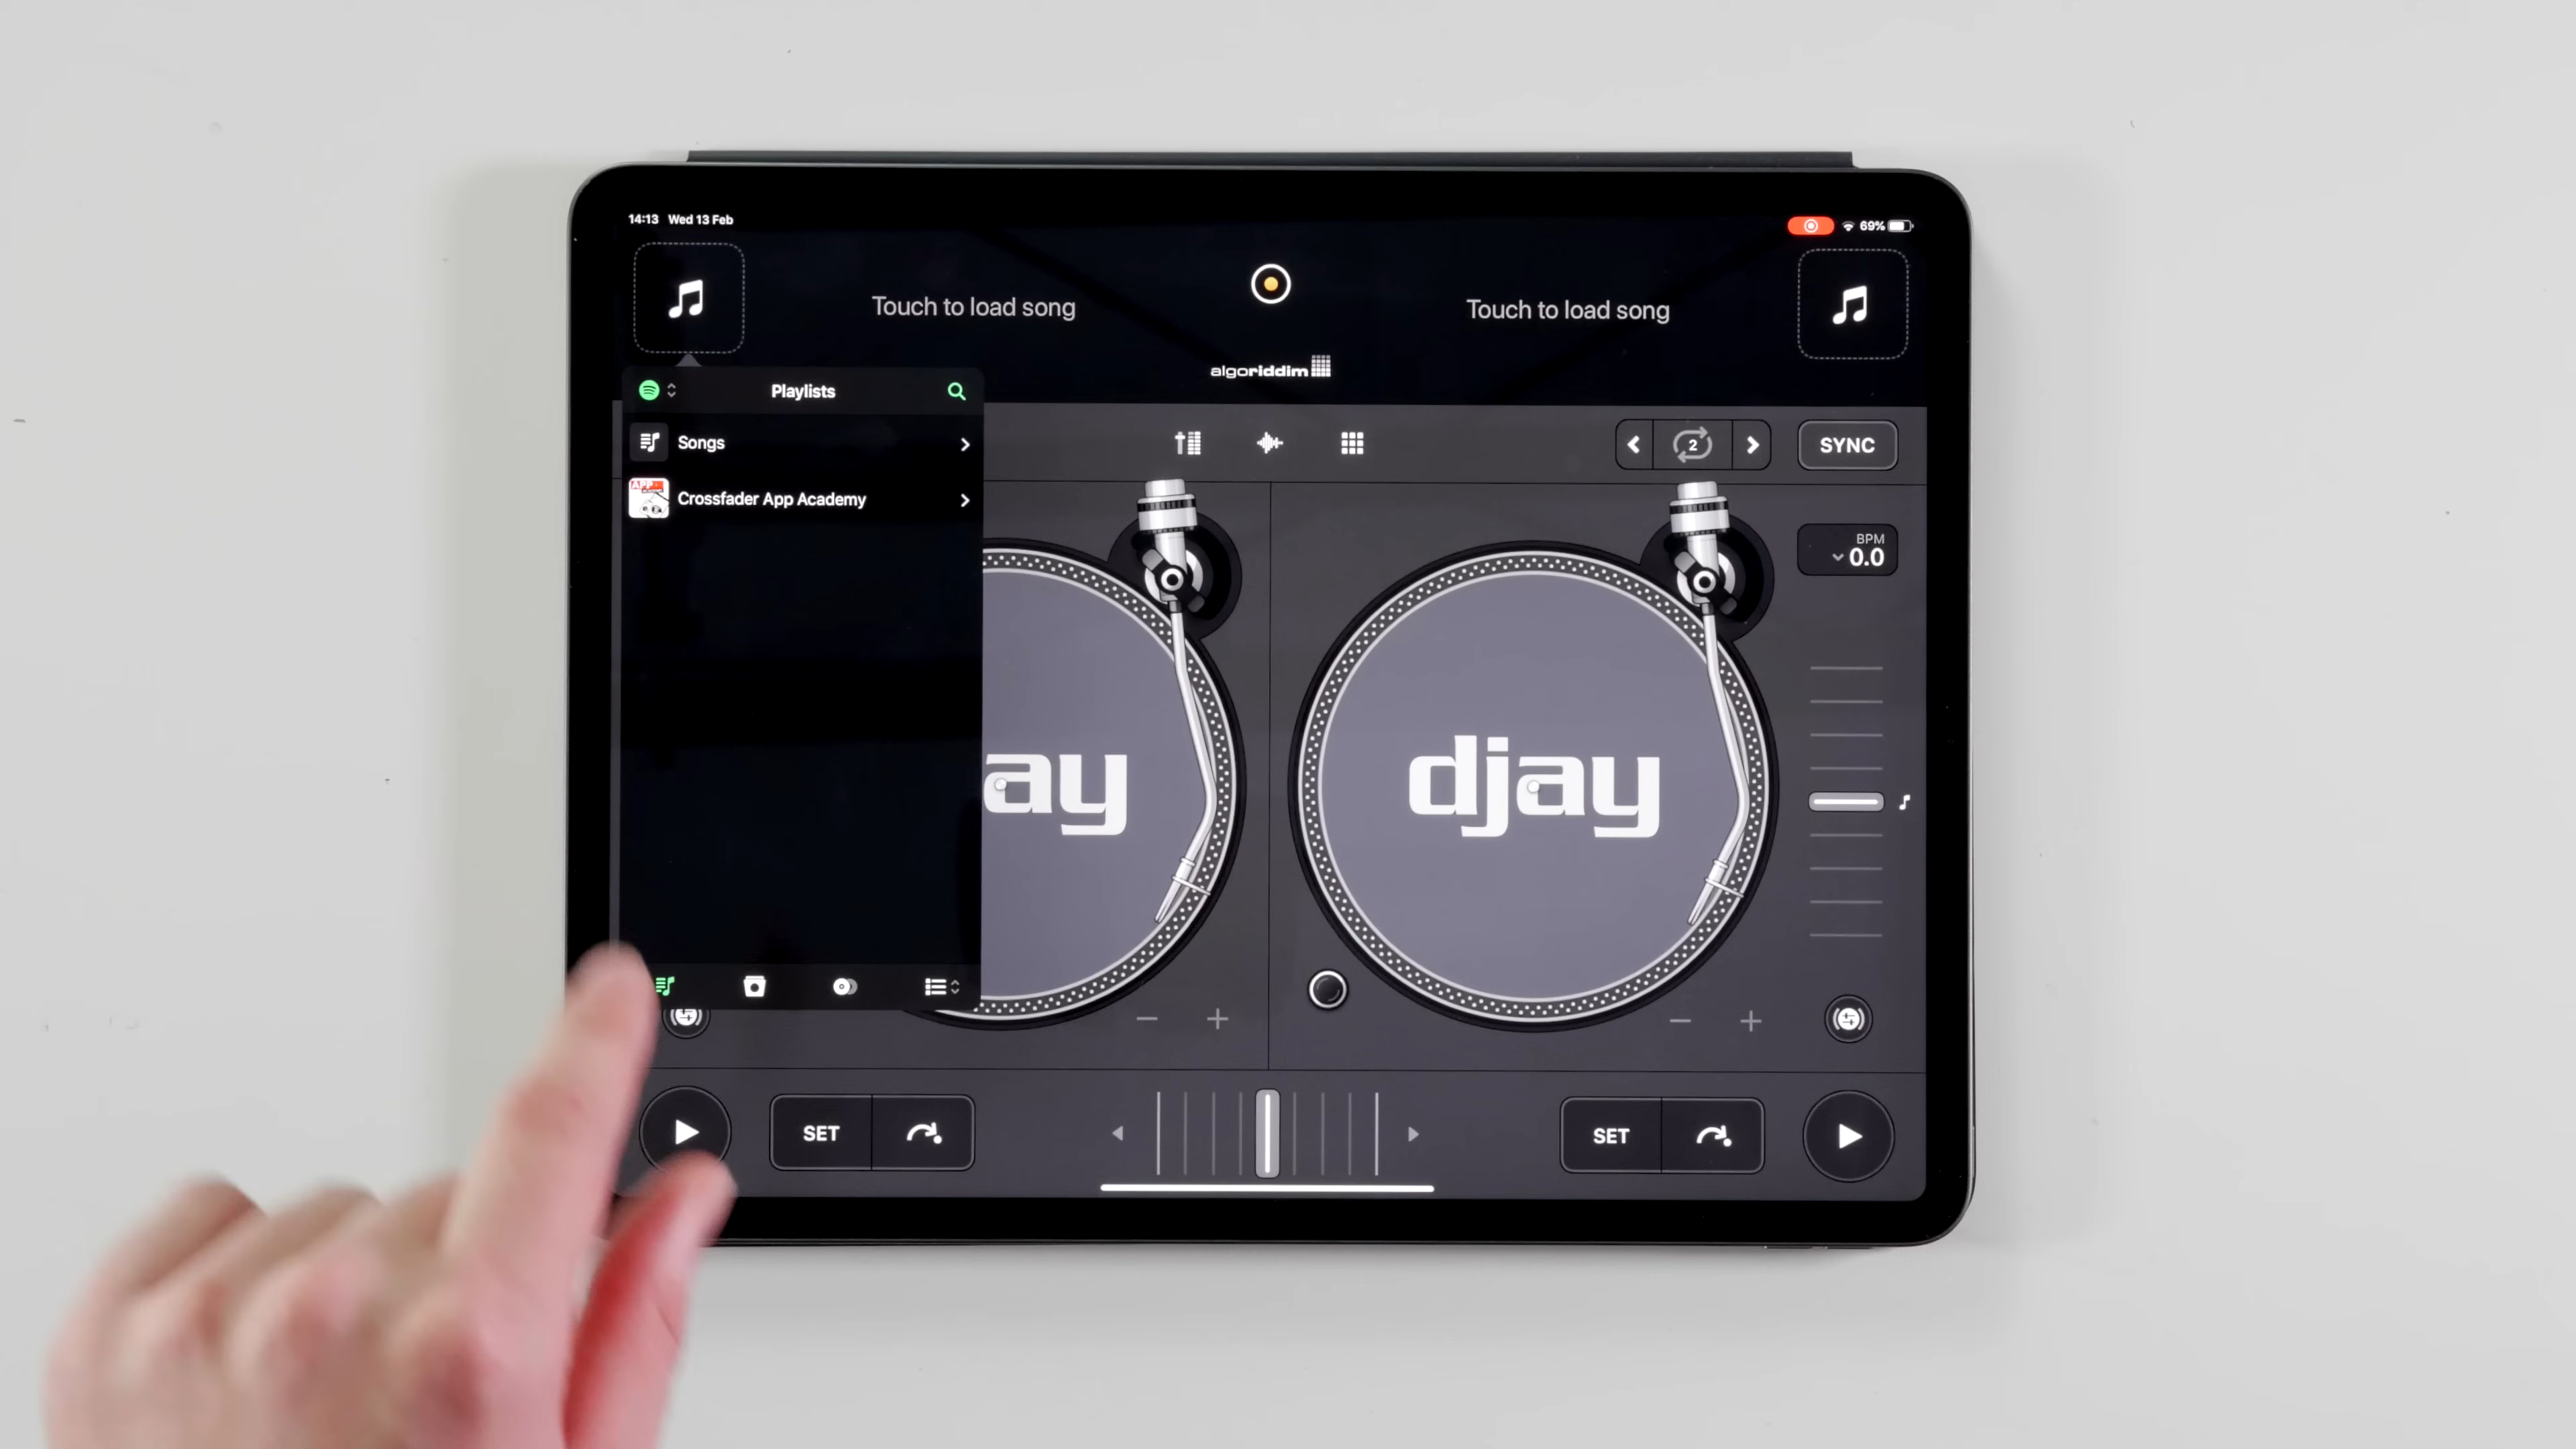 14:13 Wed 13 Feb
69%
Touch to load song
Touch to load song
algoriddim
Playlists
Songs
Crossfader App Academy
2
SYNC
BPM
0.0
ay
djay
SET
SET